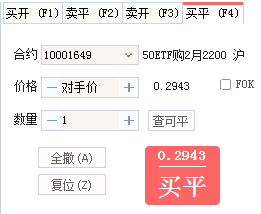 买开 (F1) 卖平 (F2) 卖开 (F3) 买平 (F4)
合约 10001649 50ETF购2月2200 沪
价格 — 对手价 + 0.2943 FOK
数量 — 1 + 查可平
全撤(A)
0.2943
复位(Z)
买平